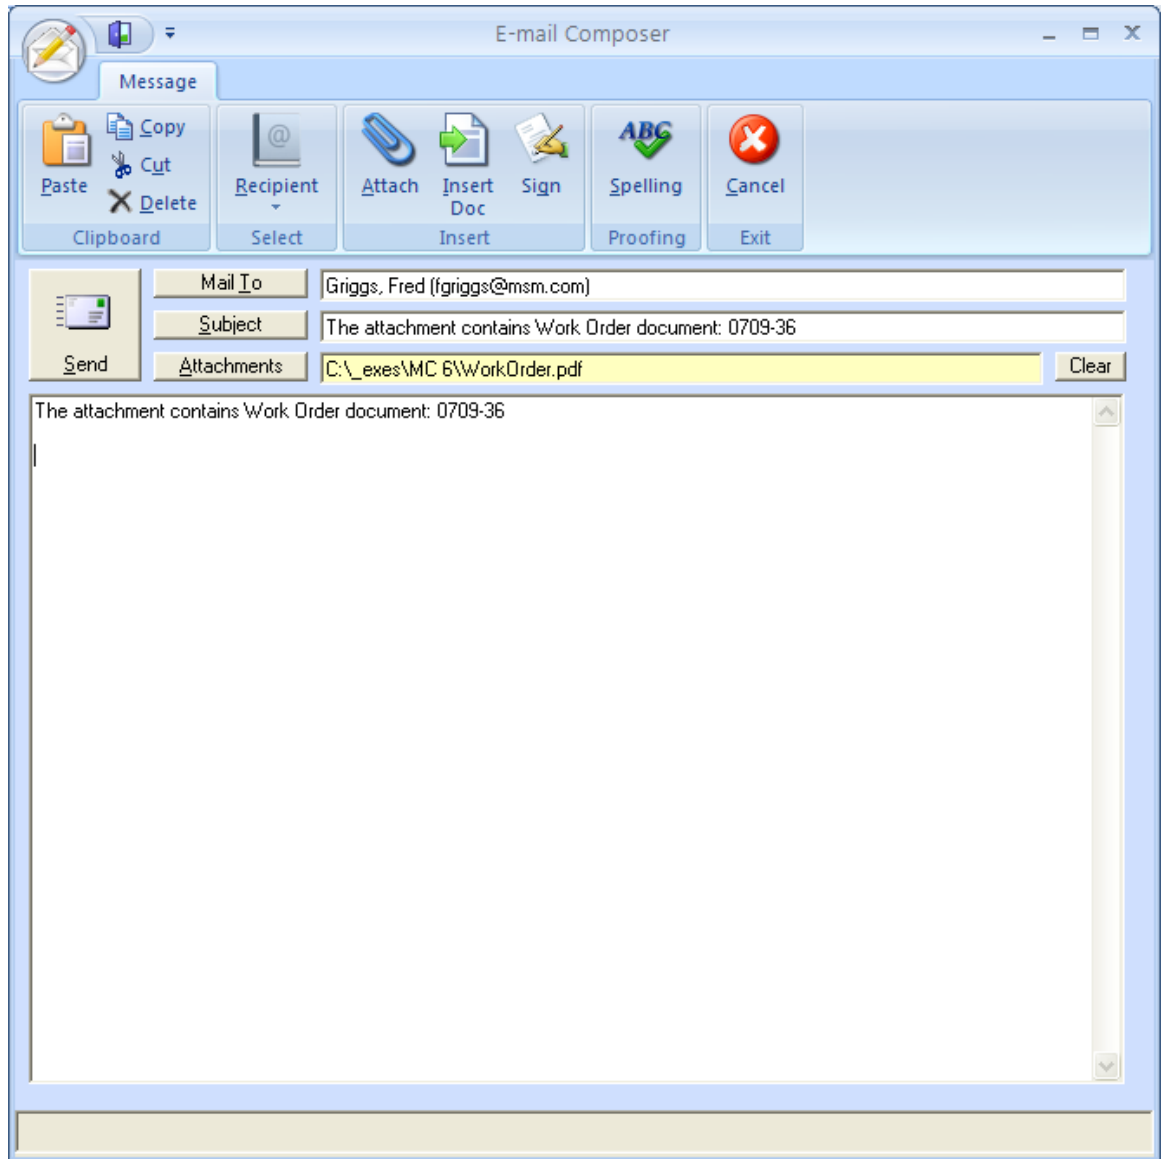 E-mail Composer
Message
Paste
Copy
Cut
Delete
Clipboard
@
Recipient
Select
Attach
Insert Doc
Sign
Insert
ABC
Spelling
Proofing
Cancel
Exit
Send
Mail To
Griggs, Fred (fgriggs@msm.com)
Subject
The attachment contains Work Order document: 0709-36
Attachments
C:\_exes\MC 6\WorkOrder.pdf
Clear
The attachment contains Work Order document: 0709-36